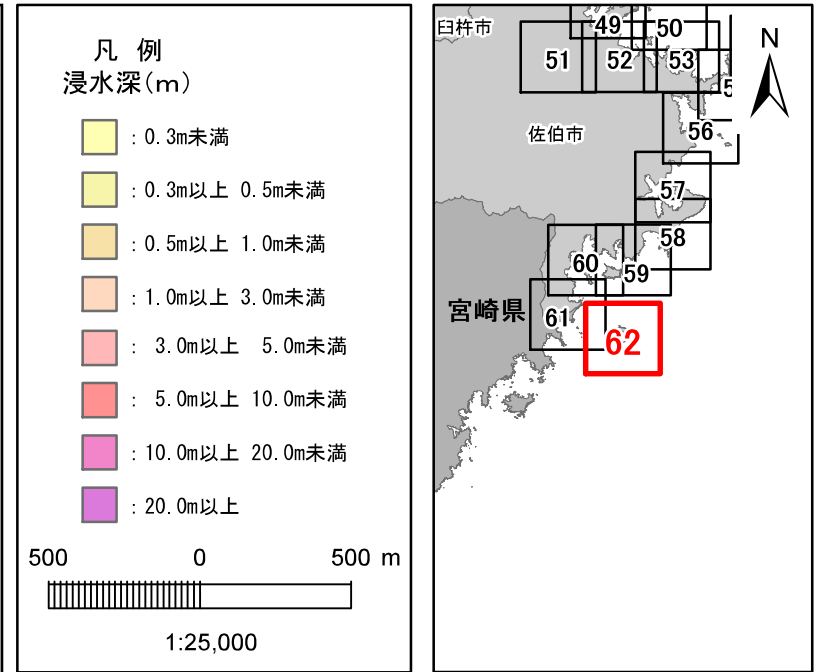 凡 例
浸水深(m)
: 0.3m未満
: 0.3m以上 0.5m未満
: 0.5m以上 1.0m未満
: 1.0m以上 3.0m未満
: 3.0m以上 5.0m未満
: 5.0m以上 10.0m未満
: 10.0m以上 20.0m未満
: 20.0m以上
500 0 500 m
1:25,000
臼杵市
49
50
N
51
52
53
56
佐伯市
57
58
60
59
宮崎県
61
62